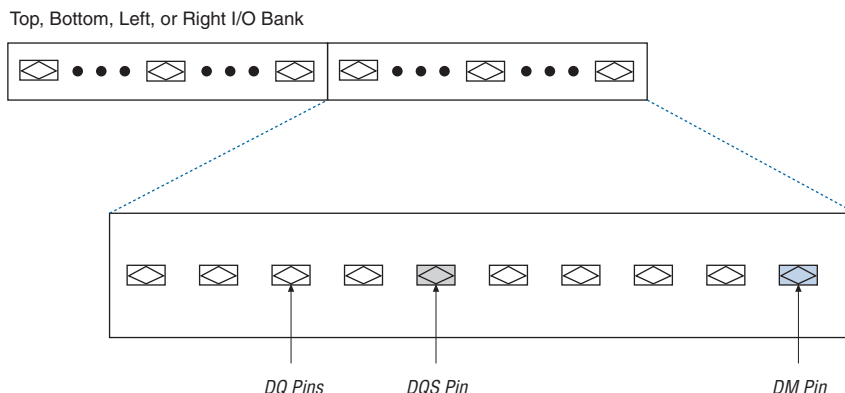 Top, Bottom, Left, or Right I/O Bank
DQ Pins
DQS Pin
DM Pin